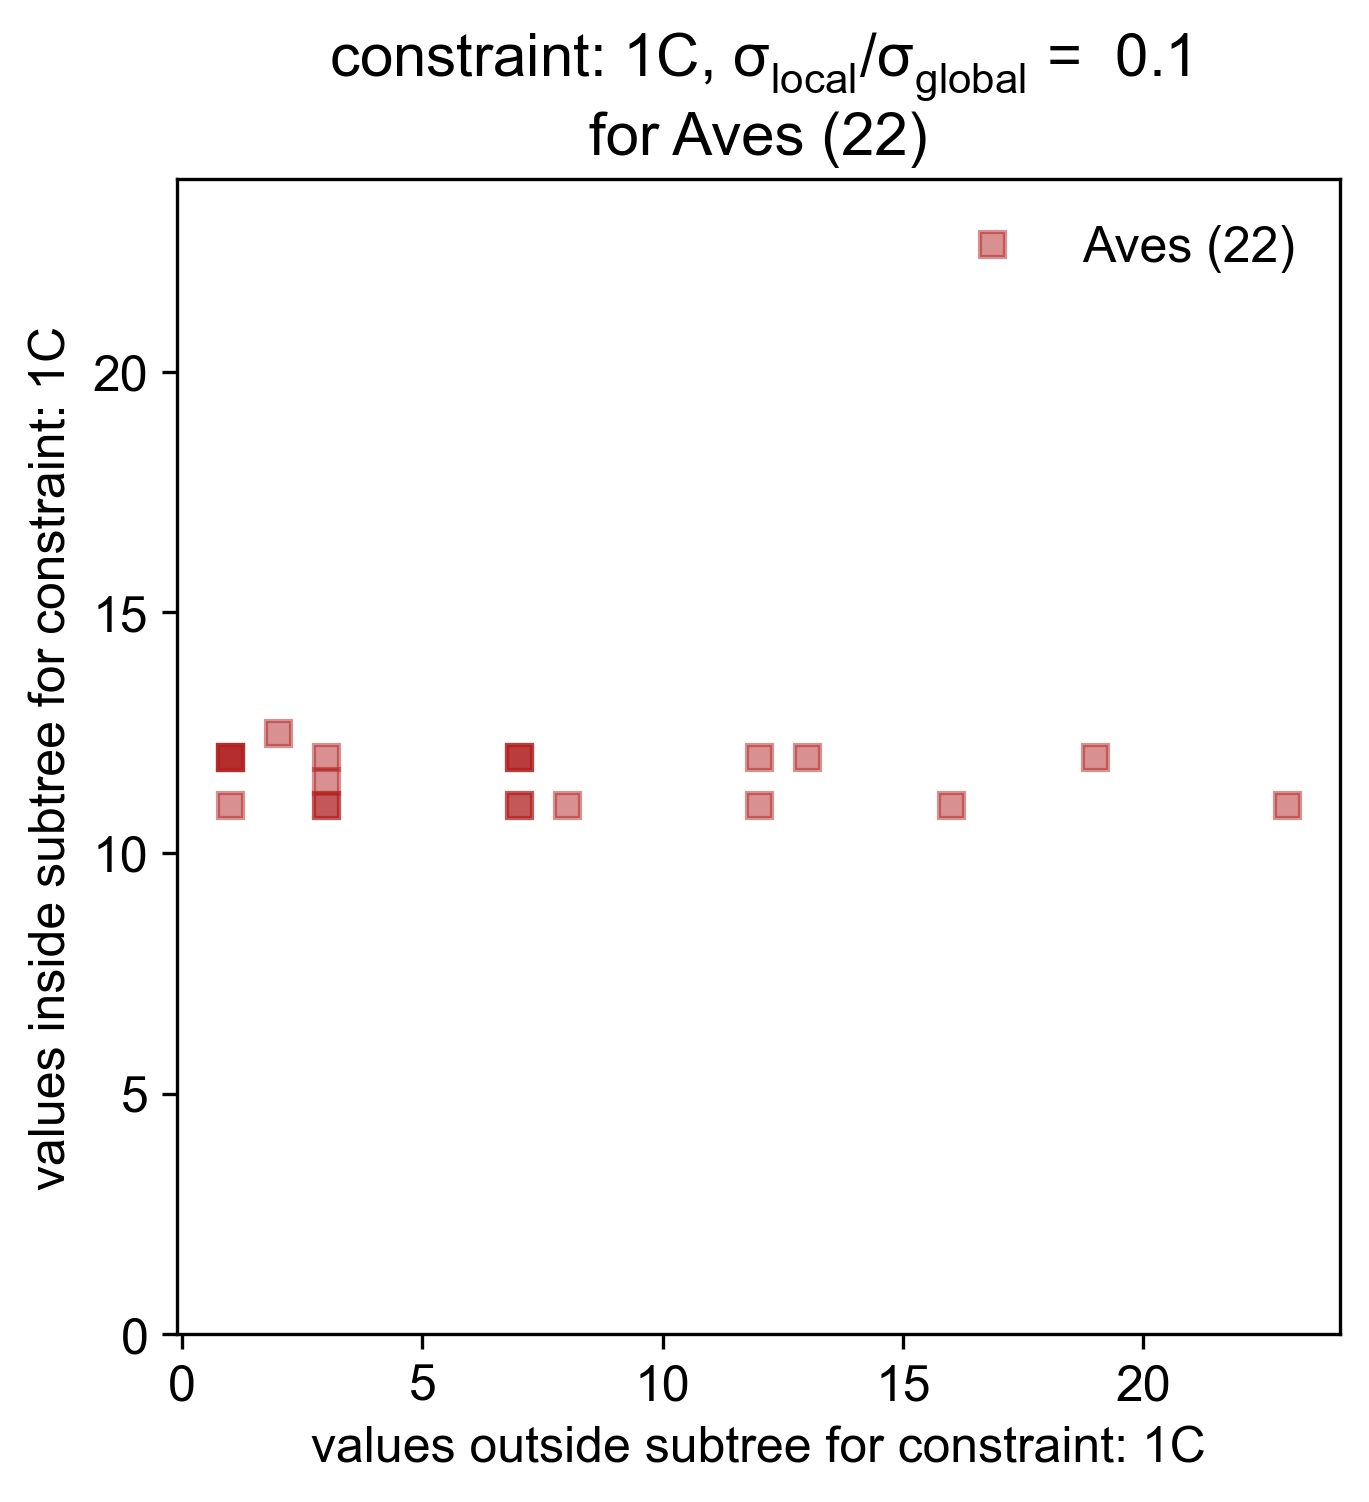 constraint: 1C, σlocal/σglobal = 0.1
for Aves (22)
Aves (22)
values inside subtree for constraint: 1C
20
15
10
5
0
0 5 10 15 20
values outside subtree for constraint: 1C